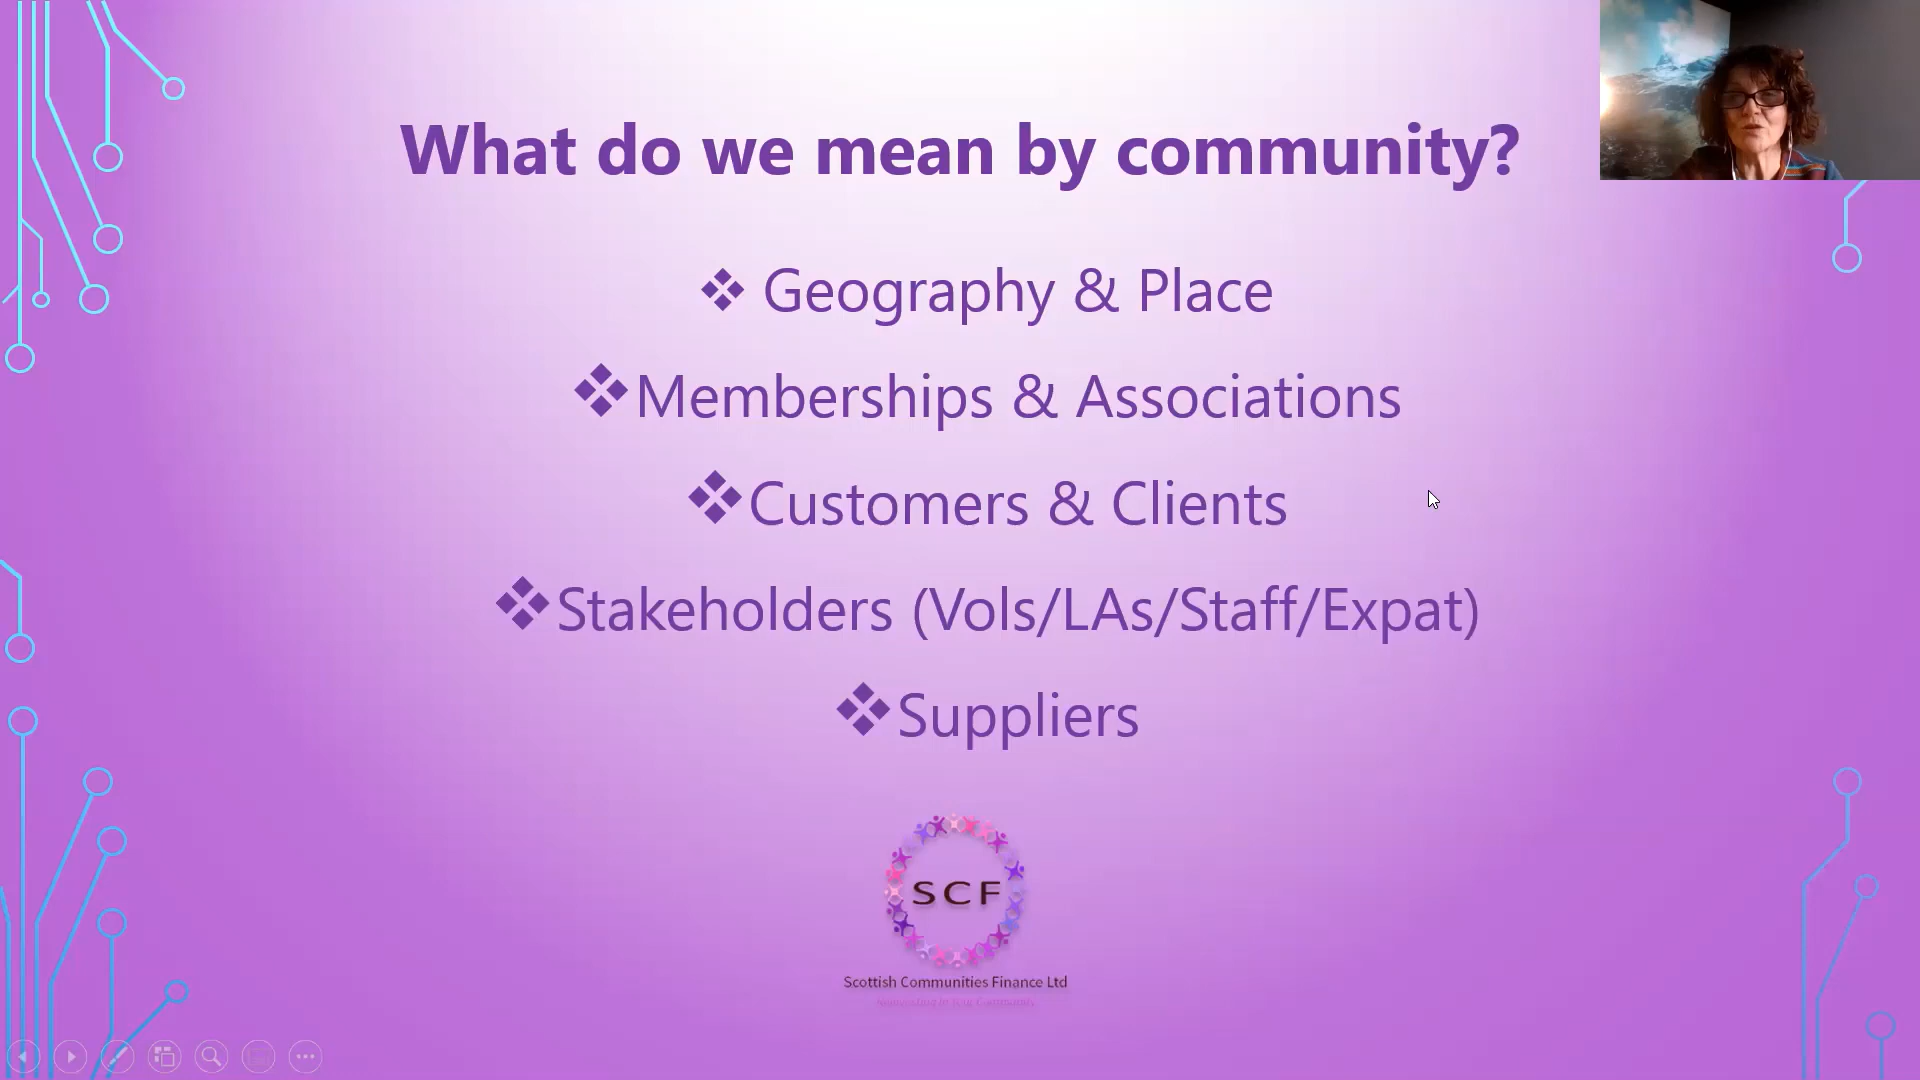 What do we mean by community?
❖ Geography & Place
❖Memberships & Associations
❖Customers & Clients
❖Stakeholders (Vols/LAs/Staff/Expat)
❖Suppliers
SCF
Scottish Communities Finance Ltd